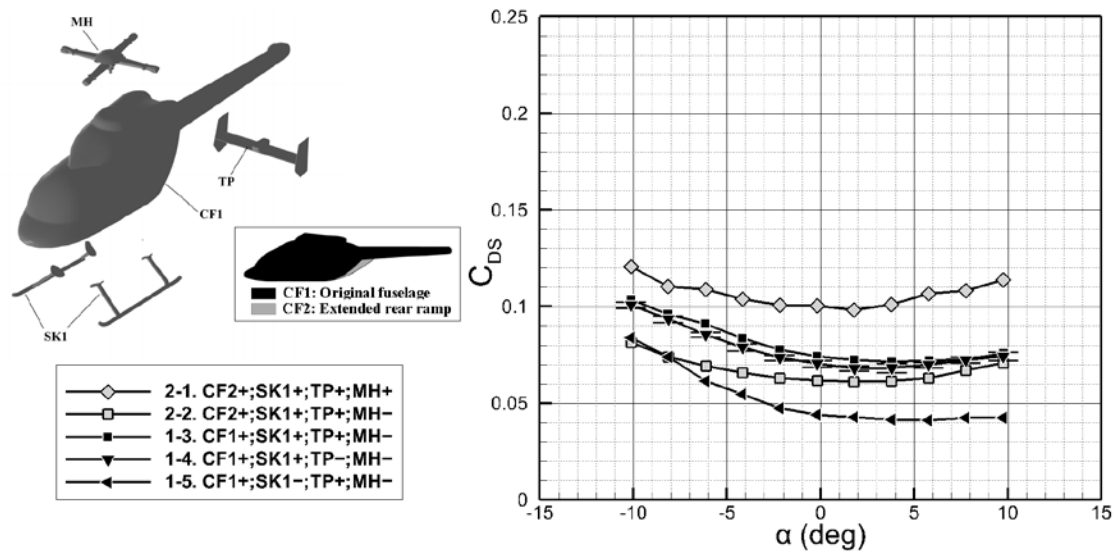 MH
TP
CF1
SK1
CF1: Original fuselage
CF2: Extended rear ramp
2-1. CF2+;SK1+;TP+;MH+
2-2. CF2+;SK1+;TP+;MH−
1-3. CF1+;SK1+;TP+;MH−
1-4. CF1+;SK1+;TP−;MH−
1-5. CF1+;SK1−;TP+;MH−
0.25
0.2
0.15
0.1
0.05
0
C_DS
-15
-10
-5
0
5
10
15
α (deg)